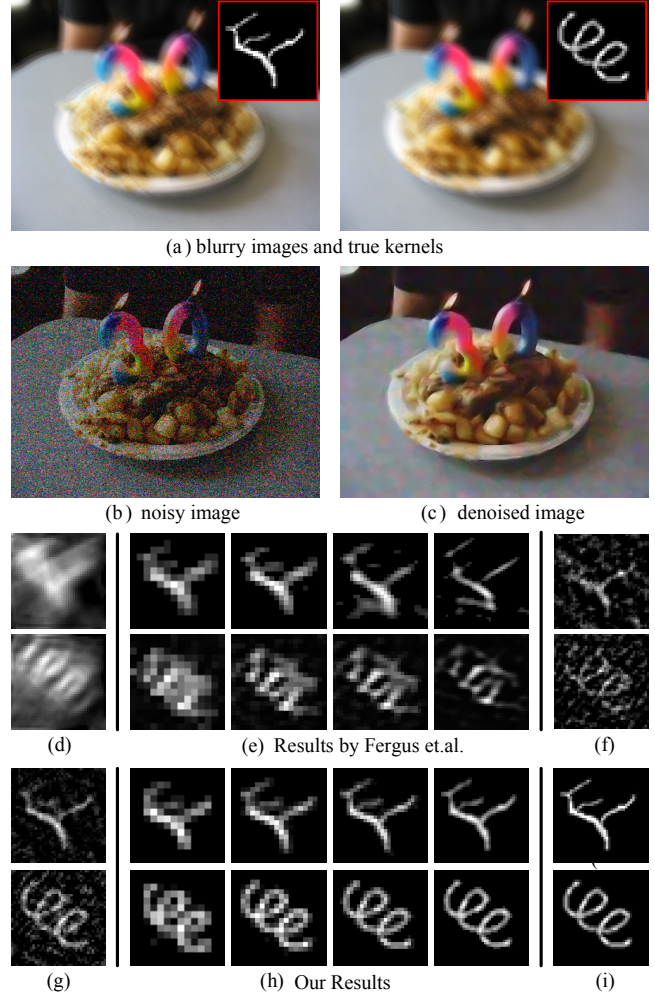 (a) blurry images and true kernels
(b) noisy image
(c) denoised image
(d)
(e) Results by Fergus et.al.
(f)
(g)
(h) Our Results
(i)